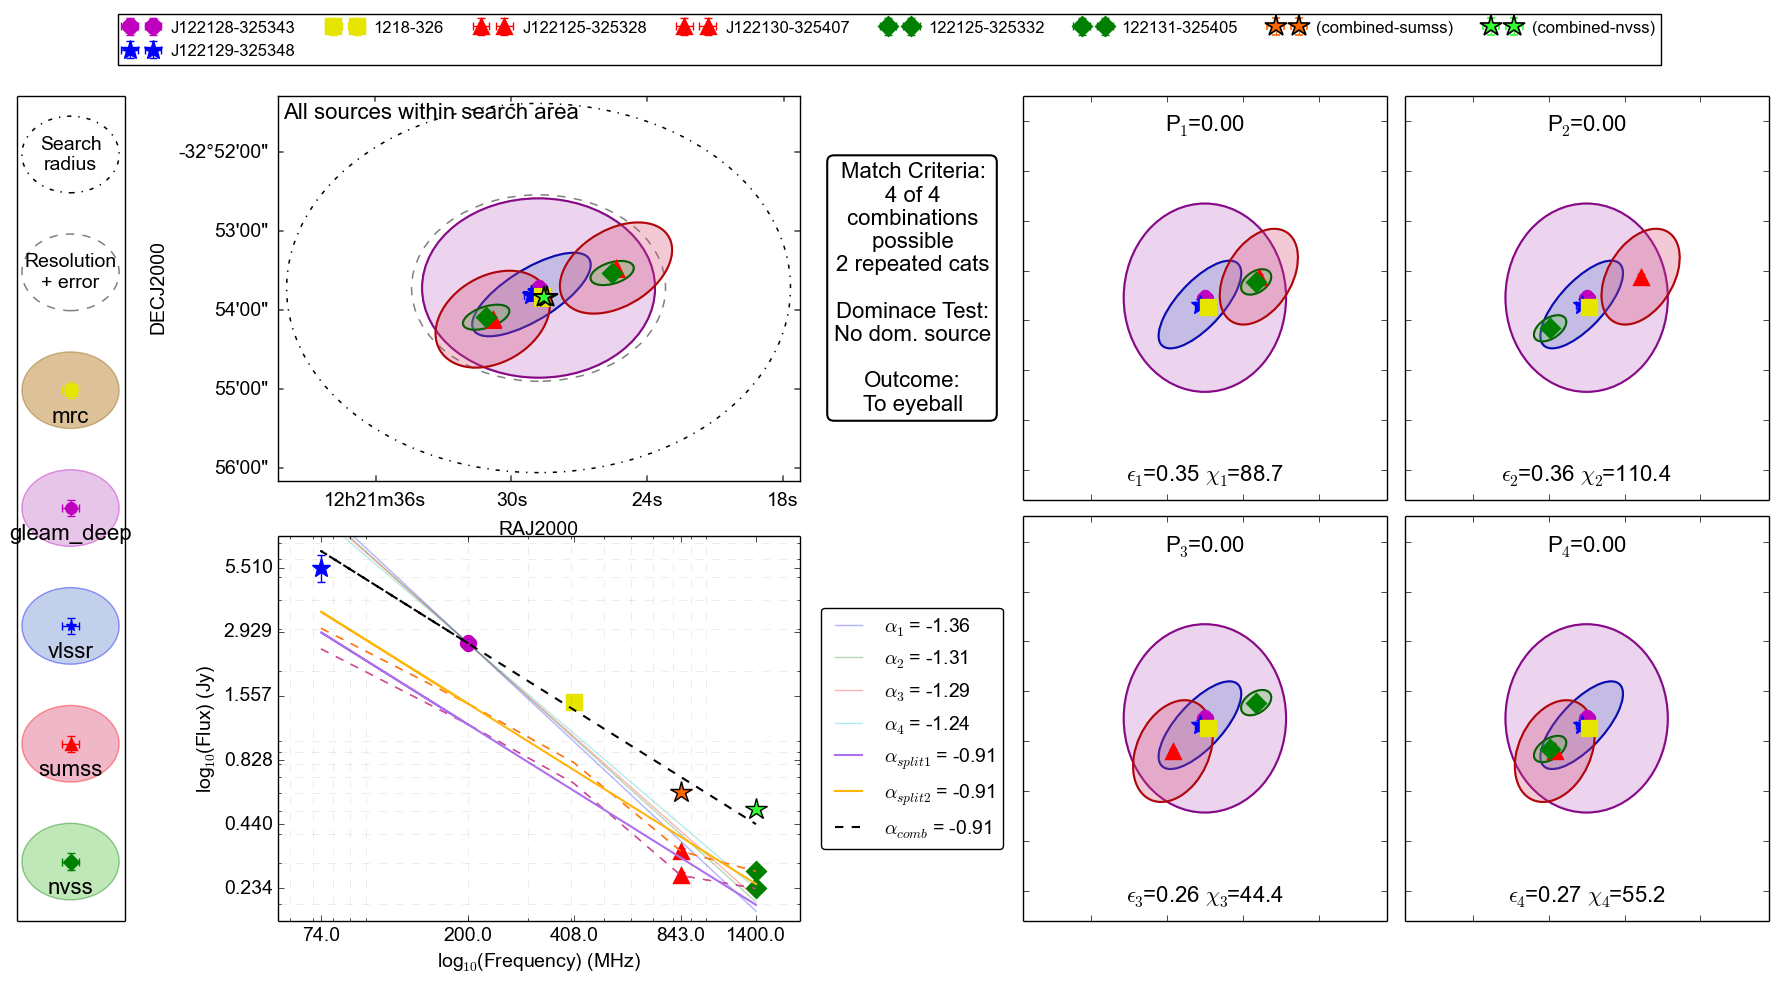 J122128-325343 1218-326 J122125-325328 J122130-325407 122125-325332 122131-325405 (combined-sumss) (combined-nvss)
J122129-325348
Search
radius
Resolution
+ error
mrc
gleam_deep
vlssr
sumss
nvss
All sources within search area
DECJ2000
-32°52'00"
53'00"
54'00"
55'00"
56'00"
12h21m36s 30s 24s 18s
RAJ2000
Match Criteria:
4 of 4
combinations
possible
2 repeated cats
Dominace Test:
No dom. source
Outcome:
To eyeball
P1=0.00
ϵ1=0.35 χ1=88.7
P2=0.00
ϵ2=0.36 χ2=110.4
log10(Flux) (Jy)
5.510
2.929
1.557
0.828
0.440
0.234
74.0 200.0 408.0 843.0 1400.0
log10(Frequency) (MHz)
α1 = -1.36
α2 = -1.31
α3 = -1.29
α4 = -1.24
αsplit1 = -0.91
αsplit2 = -0.91
αcomb = -0.91
P3=0.00
ϵ3=0.26 χ3=44.4
P4=0.00
ϵ4=0.27 χ4=55.2